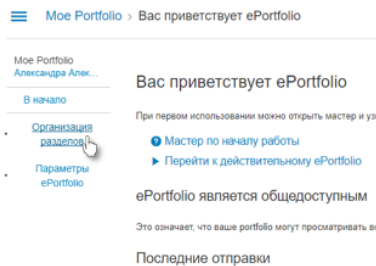 Мое Portfolio > Вас приветствует ePortfolio
Мое Portfolio
Александра Алек...
В начало
Организация
разделов
Параметры
ePortfolio
Вас приветствует ePortfolio
При первом использовании можно открыть мастер и уз
Мастер по началу работы
Перейти к действительному ePortfolio
ePortfolio является общедоступным
Это означает, что ваше portfolio могут просматривать вс
Последние отправки